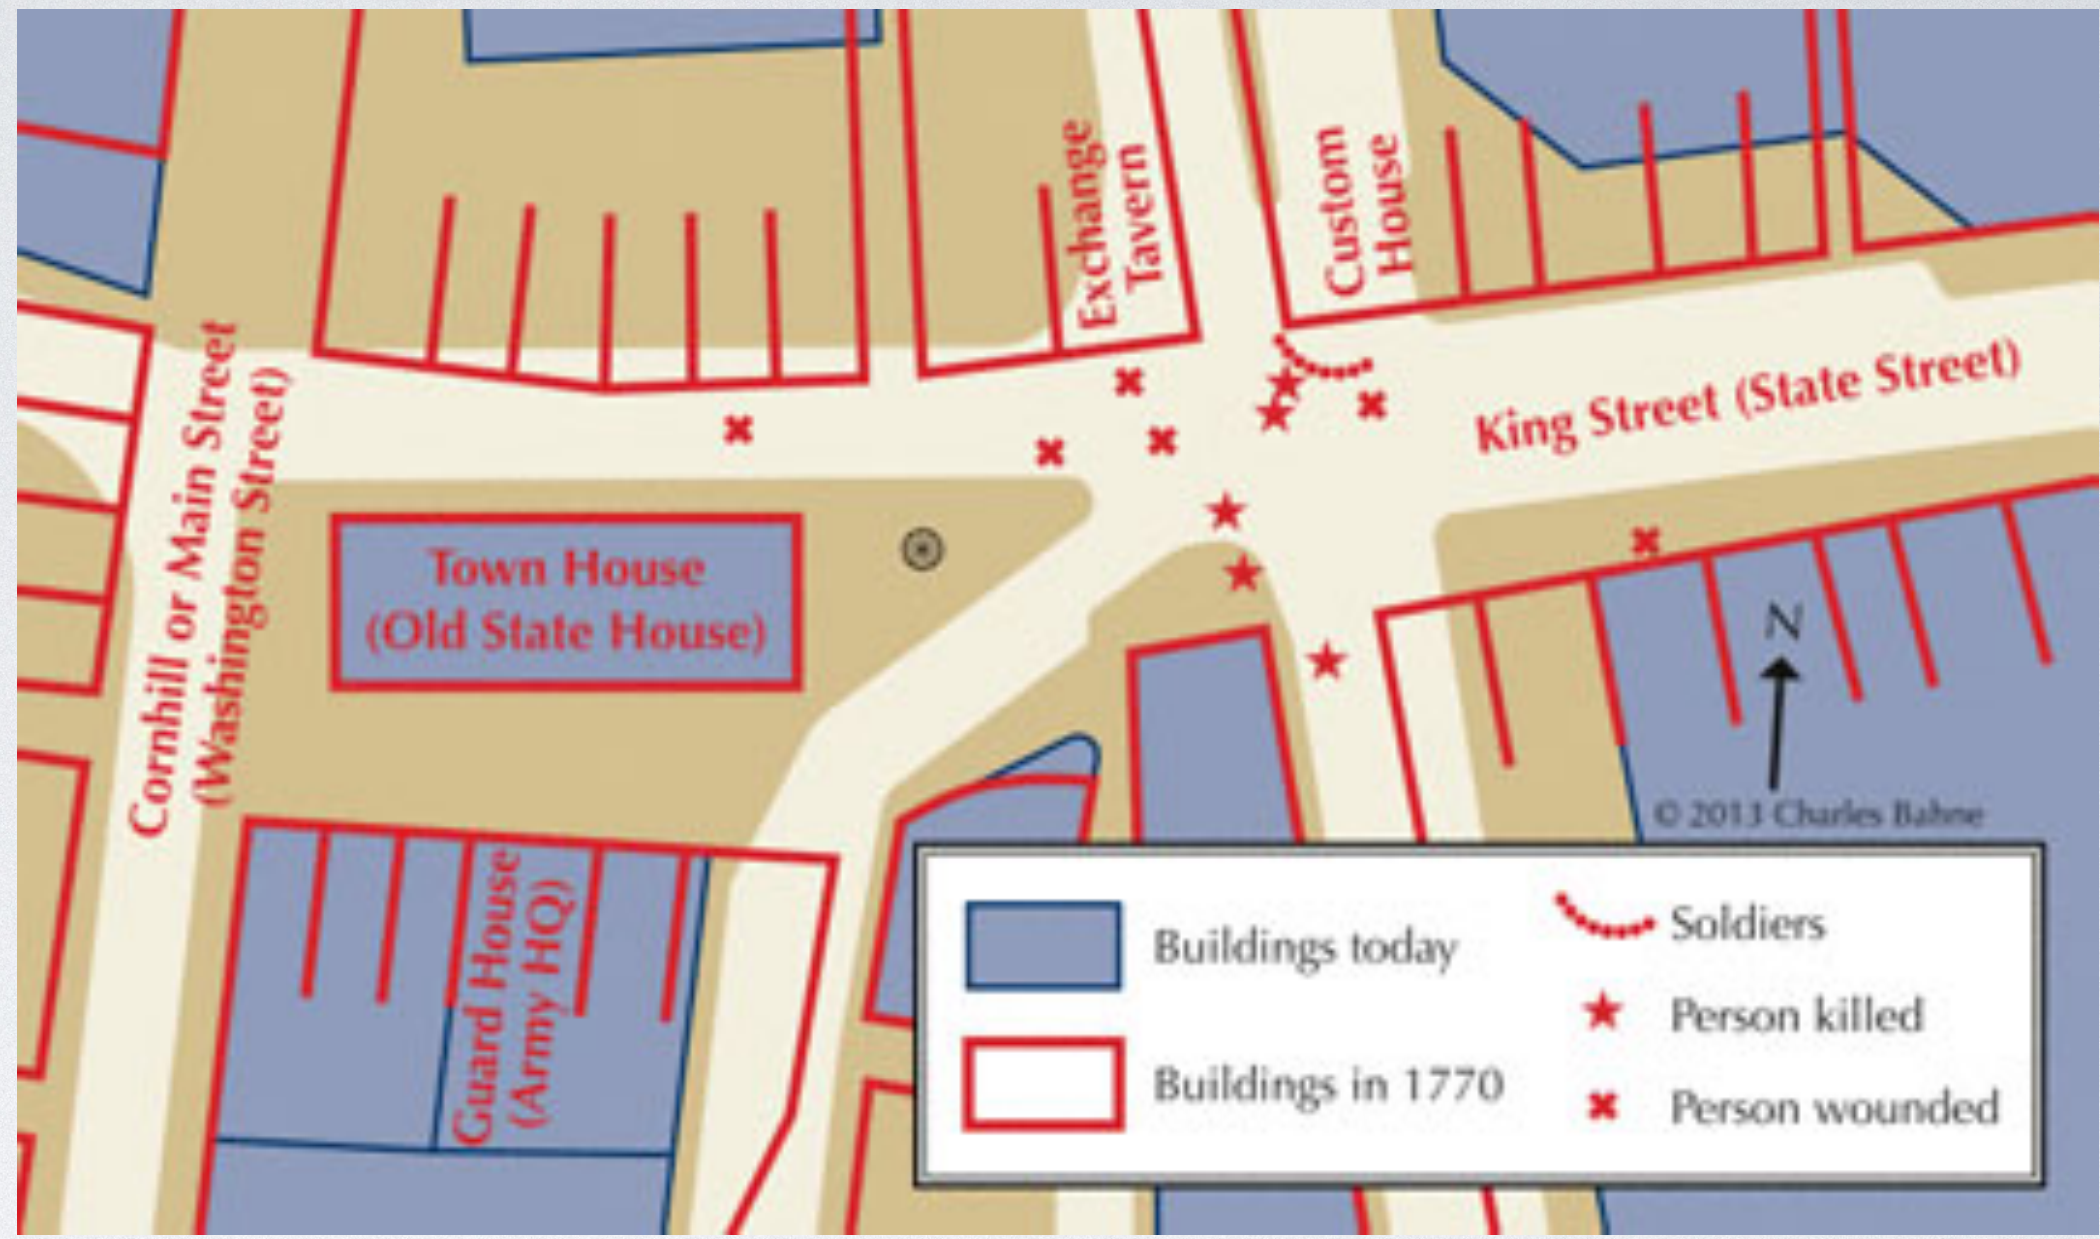 Exchange
Tavern
Custom
House
Cornhill or Main Street
(Washington Street)
King Street (State Street)
Town House
(Old State House)
N
© 2013 Charles Bahne
Guard House
(Army HQ)
Buildings today
Buildings in 1770
Soldiers
Person killed
Person wounded